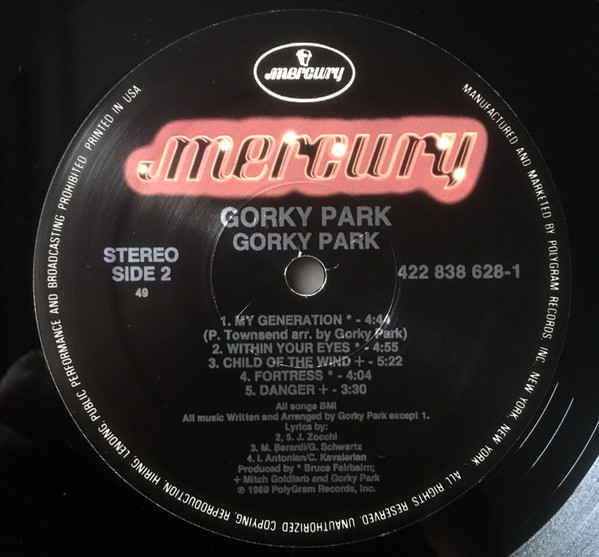 mercury
mercury
GORKY PARK
GORKY PARK
STEREO
SIDE 2
49
422 838 628-1
1. MY GENERATION * - 4:44
(P. Townsend arr. by Gorky Park)
2. WITHIN YOUR EYES * - 4:55
3. CHILD OF THE WIND + - 5:22
4. FORTRESS * - 4:04
5. DANGER + - 3:30
All songs BMI
All music Written and Arranged by Gorky Park except 1.
Lyrics by:
2, 5. J. Zocchi
3. M. Berardi/G. Schwartz
4. I. Antonian/C. Kavalerian
Produced by * Bruce Fairbairn;
+ Mitch Goldfarb and Gorky Park
© 1989 PolyGram Records, Inc.
MANUFACTURED AND MARKETED BY POLYGRAM RECORDS, INC. NEW YORK, NEW YORK. ALL RIGHTS RESERVED. UNAUTHORIZED COPYING, REPRODUCTION, HIRING, LENDING, PUBLIC PERFORMANCE AND BROADCASTING PROHIBITED. PRINTED IN USA